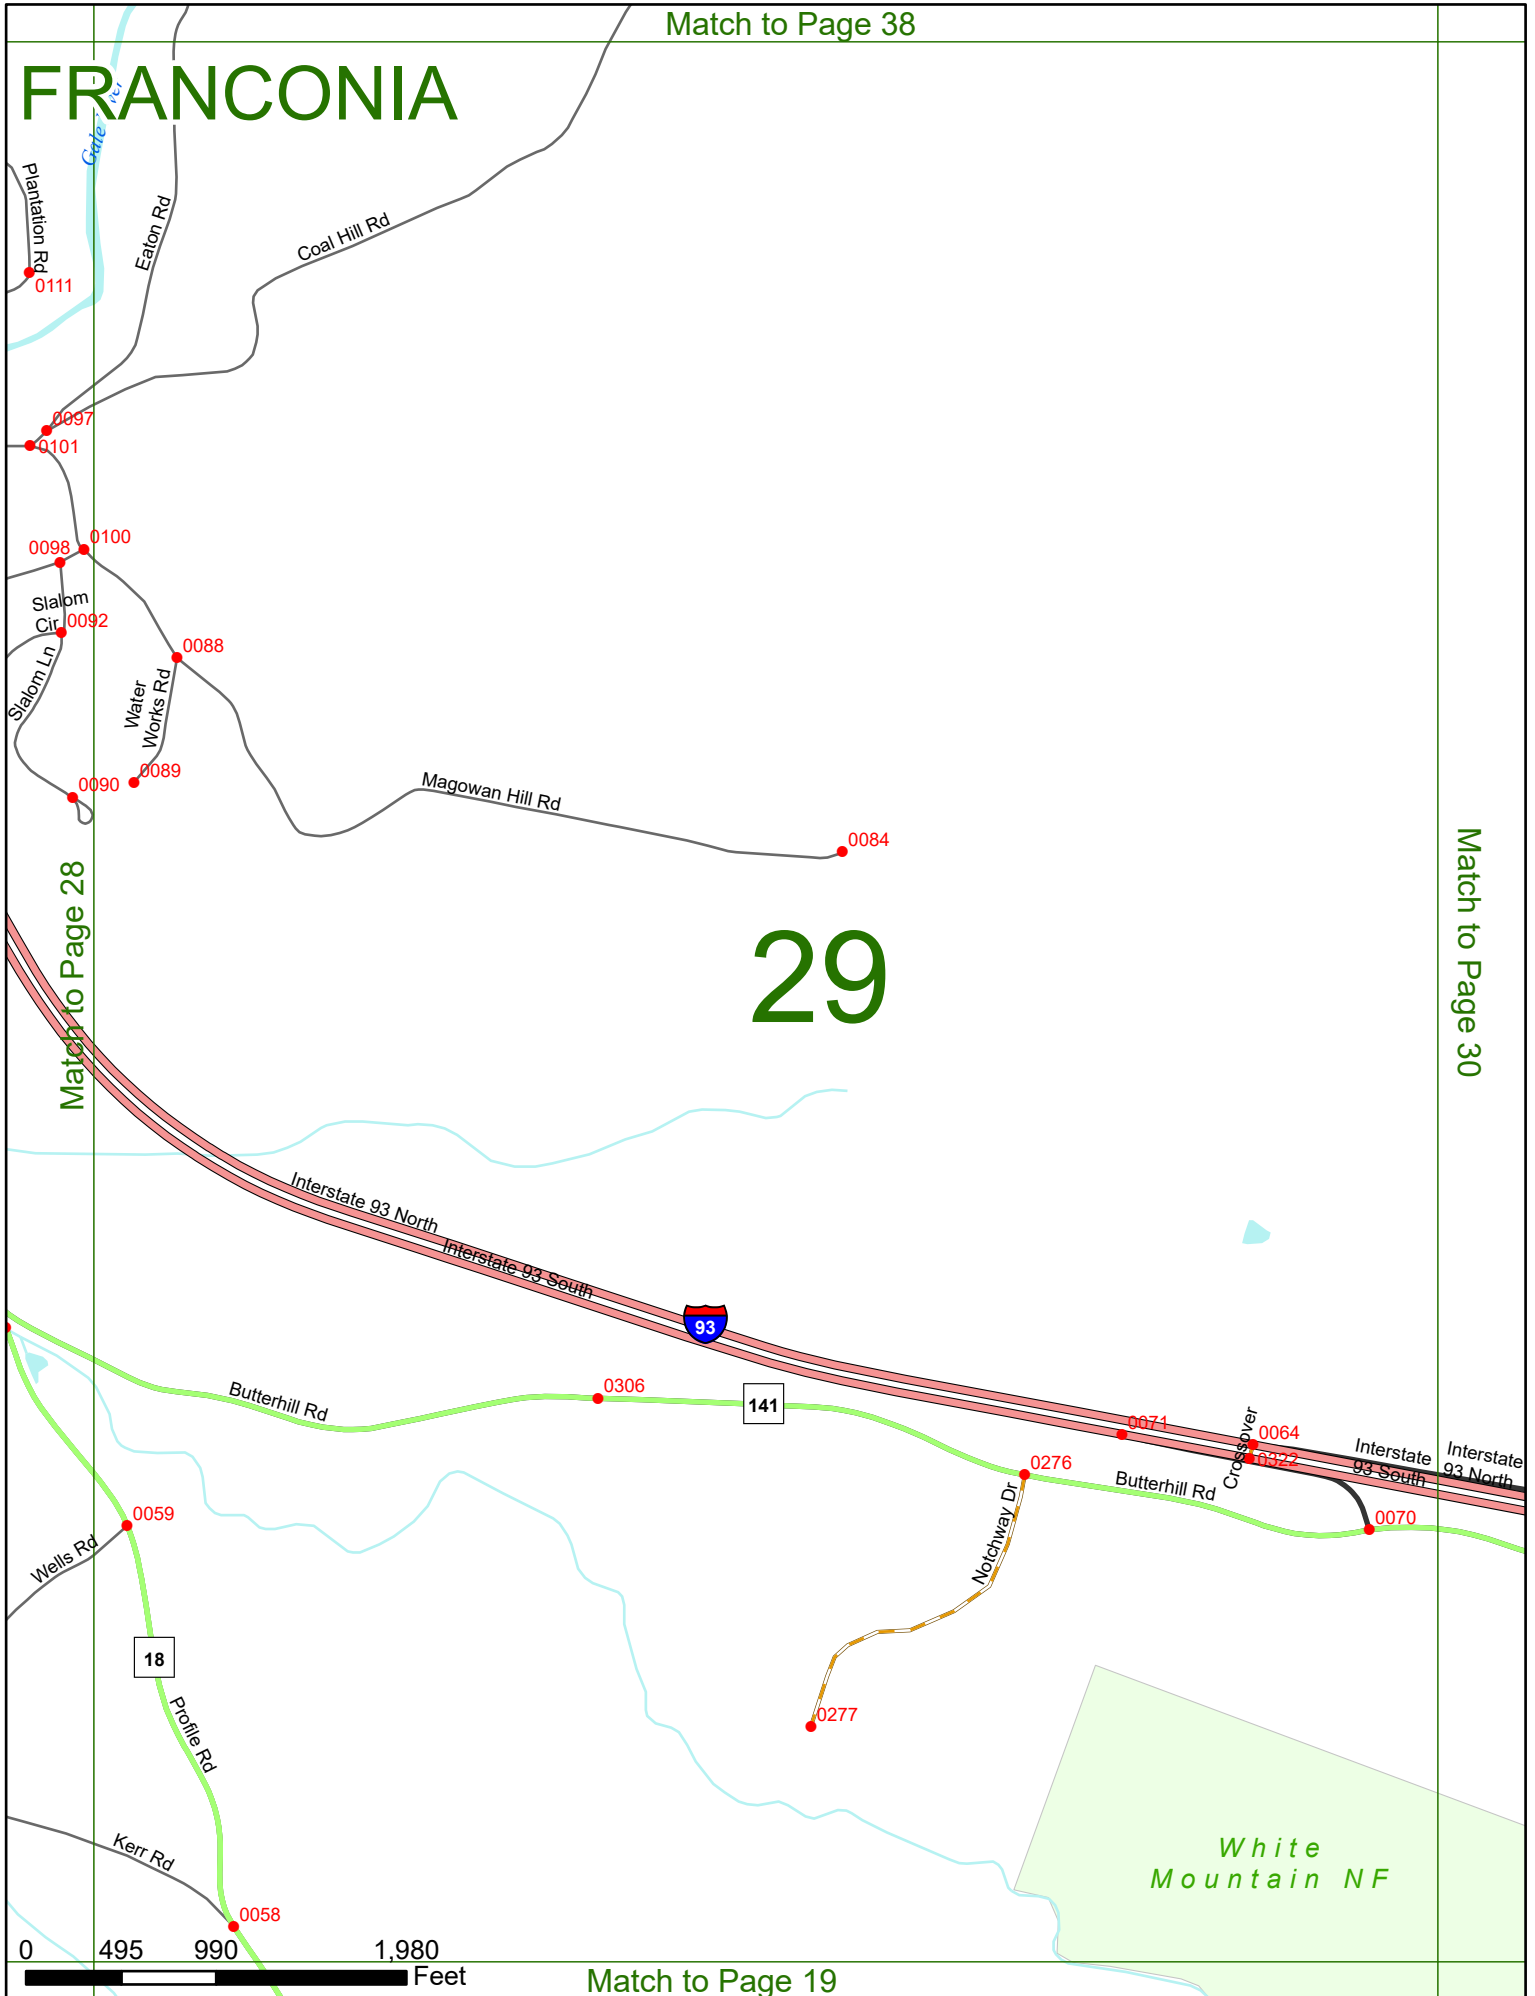 Match to Page 38
FRANCONIA
Gale
Plantation Rd
Eaton Rd
Coal Hill Rd
0111
0097
0101
0100
0098
Slalom
Cir
0092
0088
Slalom Ln
Water
Works Rd
0090
0089
Magowan Hill Rd
0084
Match to Page 28
29
Match to Page 30
Interstate 93 North
Interstate 93 South
93
Butterhill Rd
0306
141
0071
Crossover
0064
0322
Interstate
93 South
Interstate
93 North
0276
Butterhill Rd
0070
0059
Wells Rd
Notchway Dr
18
Profile Rd
0277
Kerr Rd
0058
White
Mountain NF
0 495 990 1,980
Feet
Match to Page 19